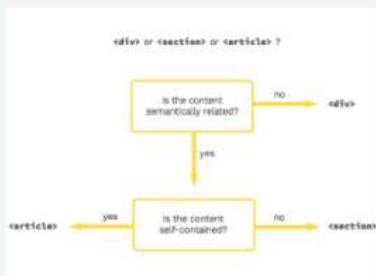 <div> or <section> or <article> ?
Is the content
semantically related?
no
<div>
yes
<article>
yes
Is the content
self-contained?
no
<section>